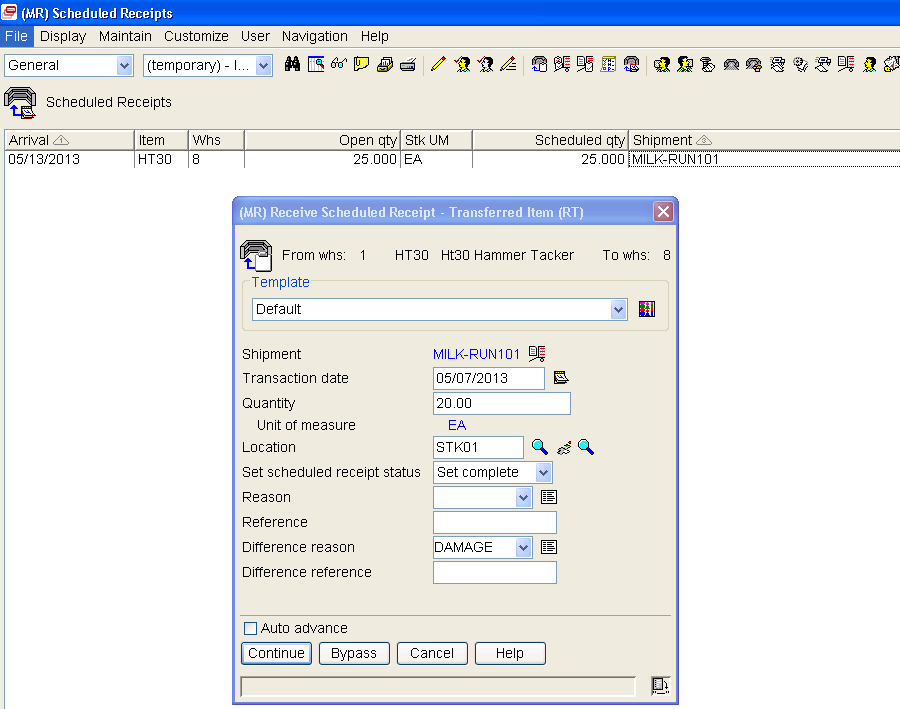 (MR) Scheduled Receipts
File Display Maintain Customize User Navigation Help
General (temporary) - I...
Scheduled Receipts
Arrival Item Whs Open qty Stk UM Scheduled qty Shipment
05/13/2013 HT30 8 25.000 EA 25.000 MILK-RUN101
(MR) Receive Scheduled Receipt - Transferred Item (RT)
From whs: 1 HT30 Ht30 Hammer Tacker To whs: 8
Template
Default
Shipment MILK-RUN101
Transaction date 05/07/2013
Quantity 20.00
Unit of measure EA
Location STK01
Set scheduled receipt status Set complete
Reason
Reference
Difference reason DAMAGE
Difference reference
Auto advance
Continue Bypass Cancel Help